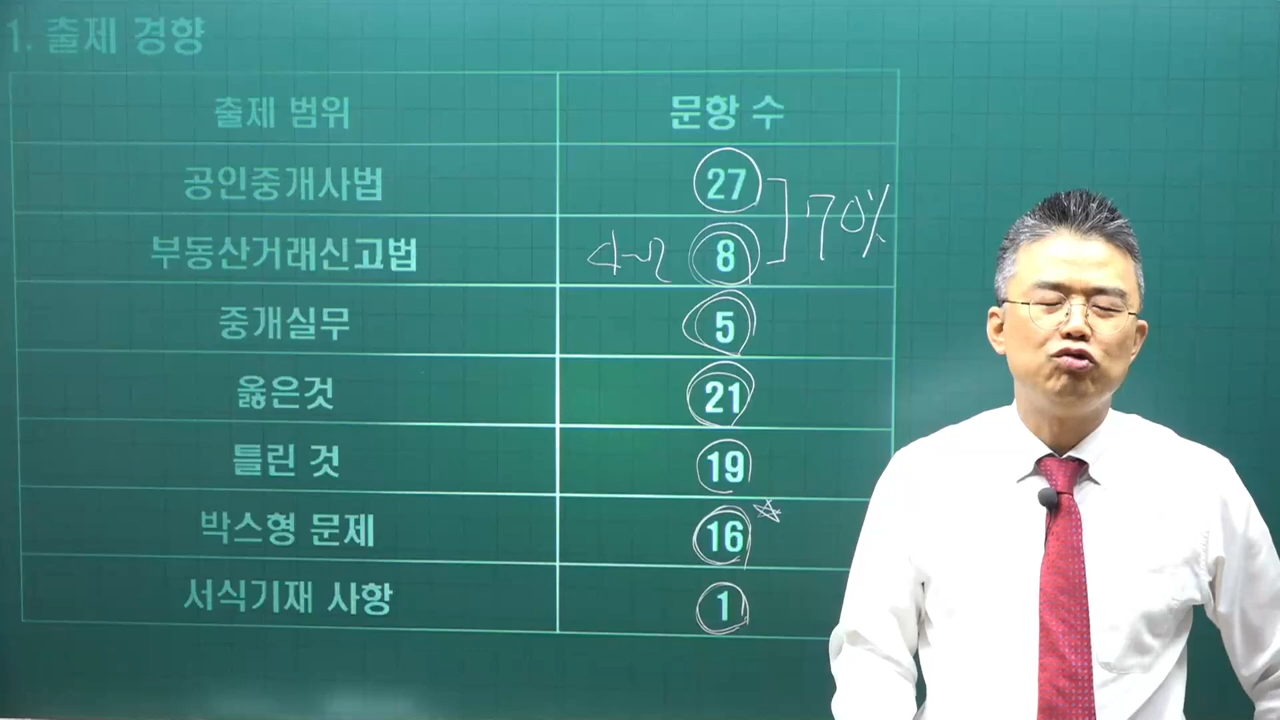 1. 출제 경향
출제 범위 문항 수
공인중개사법 27
70%
부동산거래신고법 8
중개실무 5
옳은것 21
틀린 것 19
박스형 문제 16
서식기재 사항 1